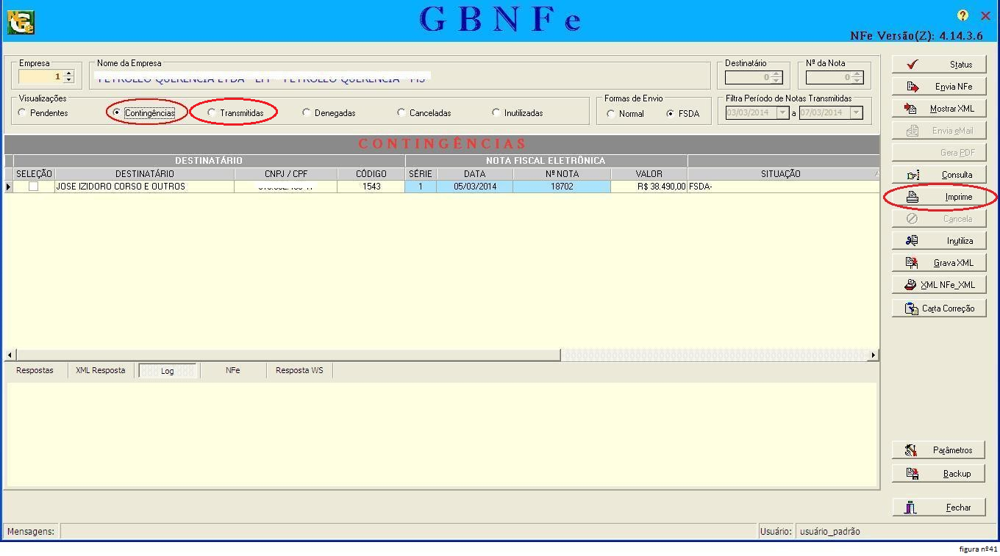 G B N F e
NFe Versão(Z): 4.14.3.6
Empresa
1
Nome da Empresa
Destinatário
0
Nº da Nota
0
Visualizações
Pendentes
Contingências
Transmitidas
Denegadas
Canceladas
Inutilizadas
Formas de Envio
Normal
FSDA
Filtra Período de Notas Transmitidas
03/03/2014 a 07/03/2014
Status
Envia NFe
Mostrar XML
Envia eMail
Gera PDF
Consulta
Imprime
Cancela
Inutiliza
Grava XML
XML NFe_XML
Carta Correção
CONTINGÊNCIAS
DESTINATÁRIO NOTA FISCAL ELETRÔNICA
SELEÇÃO DESTINATÁRIO CNPJ / CPF CÓDIGO SÉRIE DATA Nº NOTA VALOR SITUAÇÃO
JOSE IZIDORO CORSO E OUTROS 1543 1 05/03/2014 18702 R$ 38.490,00 FSDA-
Respostas XML Resposta Log NFe Resposta WS
Parâmetros
Backup
Fechar
Mensagens: Usuário: usuário_padrão
figura nº41